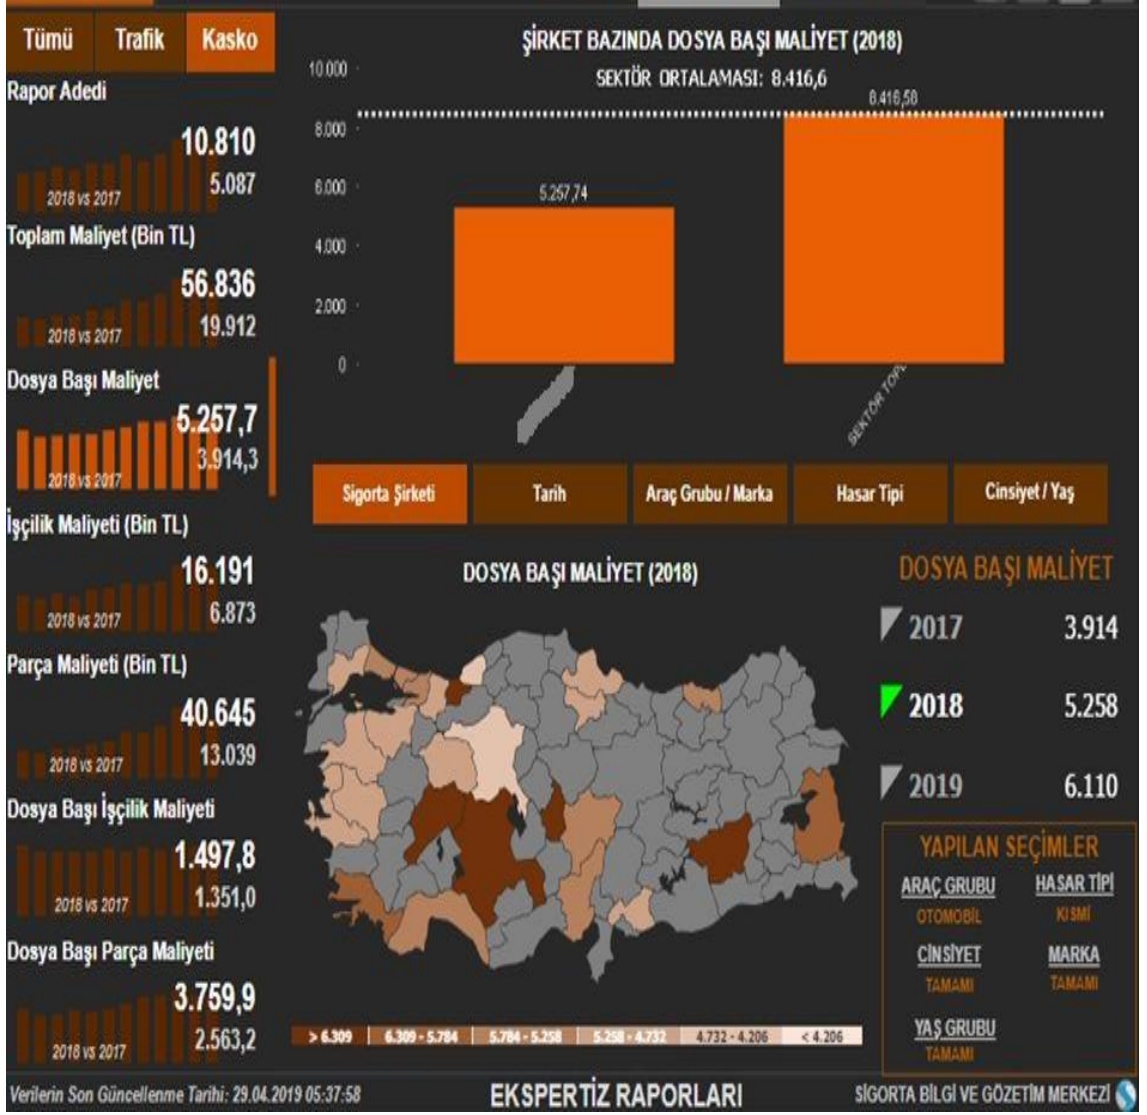 Tümü Trafik Kasko
Rapor Adedi
10.810
5.087
2018 vs 2017
Toplam Maliyet (Bin TL)
56.836
19.912
2018 vs 2017
Dosya Başı Maliyet
5.257,7
3.914,3
2018 vs 2017
İşçilik Maliyeti (Bin TL)
16.191
6.873
2018 vs 2017
Parça Maliyeti (Bin TL)
40.645
13.039
2018 vs 2017
Dosya Başı İşçilik Maliyeti
1.497,8
1.351,0
2018 vs 2017
Dosya Başı Parça Maliyeti
3.759,9
2.563,2
2018 vs 2017
ŞİRKET BAZINDA DOSYA BAŞI MALİYET (2018)
SEKTÖR ORTALAMASI: 8.416,6
10.000
8.000
6.000
4.000
2.000
0
5.257,74
8.416,58
SEKTÖR
Sigorta Şirketi Tarih Araç Grubu / Marka Hasar Tipi Cinsiyet / Yaş
DOSYA BAŞI MALİYET (2018)
> 6.309 6.309 - 5.784 5.784 - 5.258 5.258 - 4.732 4.732 - 4.206 < 4.206
DOSYA BAŞI MALİYET
2017 3.914
2018 5.258
2019 6.110
YAPILAN SEÇİMLER
ARAÇ GRUBU HASAR TİPİ
OTOMOBİL KISMİ
CİNSİYET MARKA
TAMAMI TAMAMI
YAŞ GRUBU
TAMAMI
Verilerin Son Güncellenme Tarihi: 29.04.2019 05:37:58
EKSPERTİZ RAPORLARI
SİGORTA BİLGİ VE GÖZETİM MERKEZİ